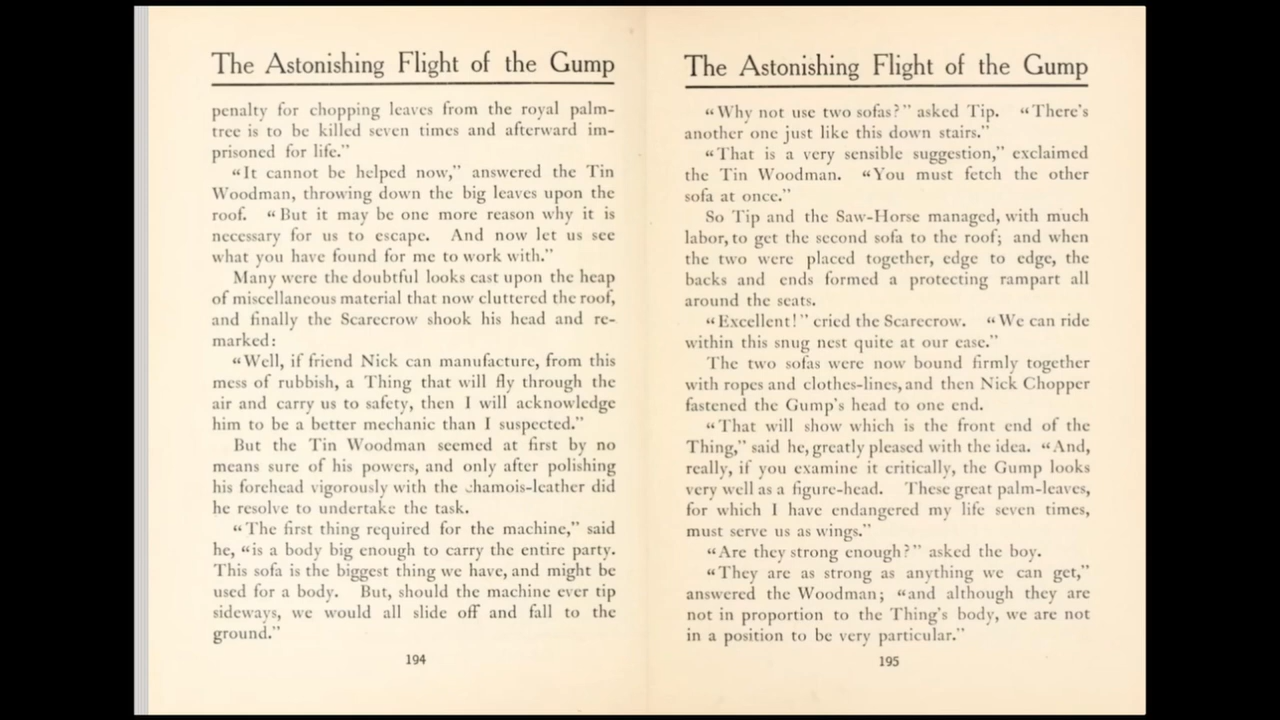 The Astonishing Flight of the Gump
penalty for chopping leaves from the royal palm-
tree is to be killed seven times and afterward im-
prisoned for life.”
“It cannot be helped now,” answered the Tin
Woodman, throwing down the big leaves upon the
roof. “But it may be one more reason why it is
necessary for us to escape. And now let us see
what you have found for me to work with.”
Many were the doubtful looks cast upon the heap
of miscellaneous material that now cluttered the roof,
and finally the Scarecrow shook his head and re-
marked:
“Well, if friend Nick can manufacture, from this
mess of rubbish, a Thing that will fly through the
air and carry us to safety, then I will acknowledge
him to be a better mechanic than I suspected.”
But the Tin Woodman seemed at first by no
means sure of his powers, and only after polishing
his forehead vigorously with the chamois-leather did
he resolve to undertake the task.
“The first thing required for the machine,” said
he, “is a body big enough to carry the entire party.
This sofa is the biggest thing we have, and might be
used for a body. But, should the machine ever tip
sideways, we would all slide off and fall to the
ground.”
194
The Astonishing Flight of the Gump
“Why not use two sofas?” asked Tip. “There’s
another one just like this down stairs.”
“That is a very sensible suggestion,” exclaimed
the Tin Woodman. “You must fetch the other
sofa at once.”
So Tip and the Saw-Horse managed, with much
labor, to get the second sofa to the roof; and when
the two were placed together, edge to edge, the
backs and ends formed a protecting rampart all
around the seats.
“Excellent!” cried the Scarecrow. “We can ride
within this snug nest quite at our ease.”
The two sofas were now bound firmly together
with ropes and clothes-lines, and then Nick Chopper
fastened the Gump’s head to one end.
“That will show which is the front end of the
Thing,” said he, greatly pleased with the idea. “And,
really, if you examine it critically, the Gump looks
very well as a figure-head. These great palm-leaves,
for which I have endangered my life seven times,
must serve us as wings.”
“Are they strong enough?” asked the boy.
“They are as strong as anything we can get,”
answered the Woodman; “and although they are
not in proportion to the Thing’s body, we are not
in a position to be very particular.”
195